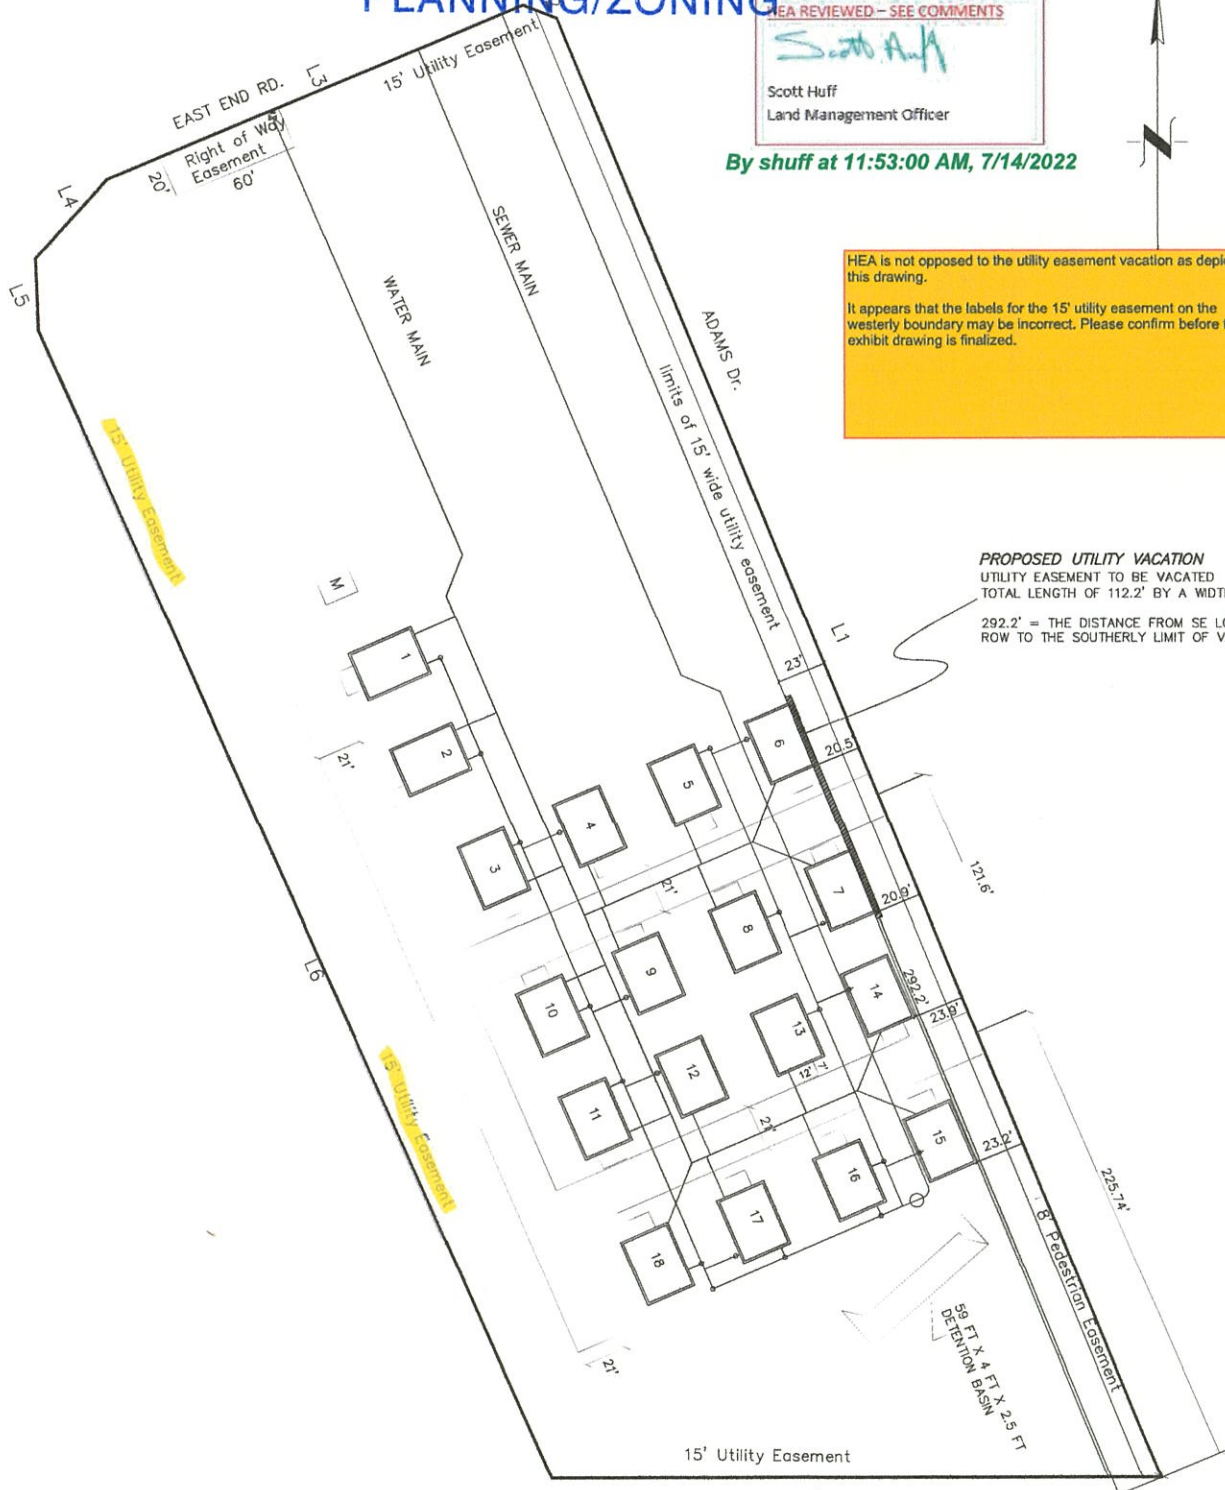 PLANNING/ZONING
HEA REVIEWED – SEE COMMENTS
Scott Huff
Land Management Officer
By shuff at 11:53:00 AM, 7/14/2022
N
HEA is not opposed to the utility easement vacation as
this drawing.
It appears that the labels for the 15' utility easement on the
westerly boundary may be incorrect. Please confirm before
exhibit drawing is finalized.
EAST END RD.
L3
15' Utility Easement
Right of Way
Easement
20'
60'
L4
L5
SEWER MAIN
WATER MAIN
ADAMS Dr.
limits of 15' wide utility easement
15' Utility Easement
PROPOSED UTILITY VACATION
UTILITY EASEMENT TO BE VACATED
TOTAL LENGTH OF 112.2' BY A
292.2' = THE DISTANCE FROM SE
ROW TO THE SOUTHERLY LIMIT OF
L1
M
23'
1
2
21'
6
20.5'
5
4
3
121.6'
21'
7
20.9'
8
9
10
L6
14
292.2'
23.9'
13
12' 7'
12
11
15' Utility Easement
21'
15
23.2'
16
17
18
225.74'
8' Pedestrian Easement
59 FT X 4 FT X 2.5 FT
DETENTION BASIN
21'
15' Utility Easement